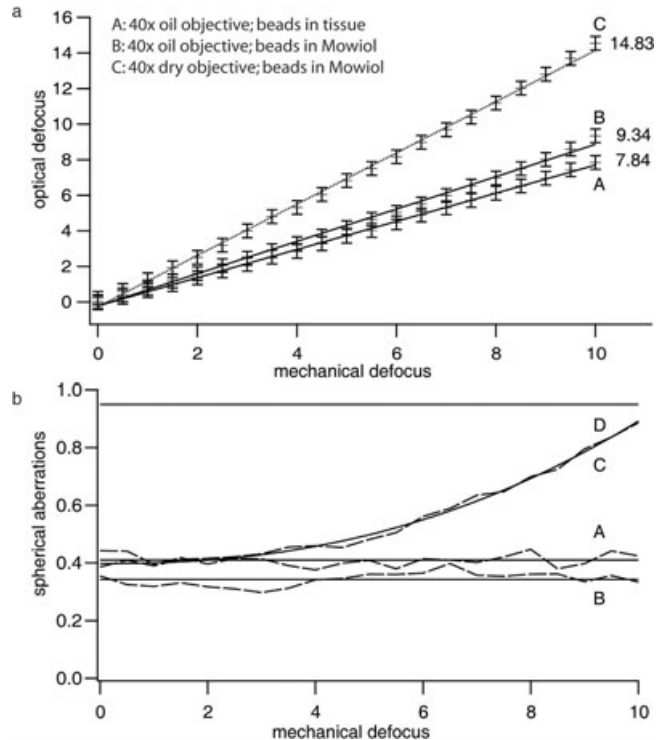 a
A: 40x oil objective; beads in tissue
B: 40x oil objective; beads in Mowiol
C: 40x dry objective; beads in Mowiol
C
14.83
B
9.34
7.84
A
16
14
12
10
8
6
4
2
0
optical defocus
0 2 4 6 8 10
mechanical defocus
b
1.0
0.8
0.6
0.4
0.2
0.0
spherical aberrations
D
C
A
B
0 2 4 6 8 10
mechanical defocus